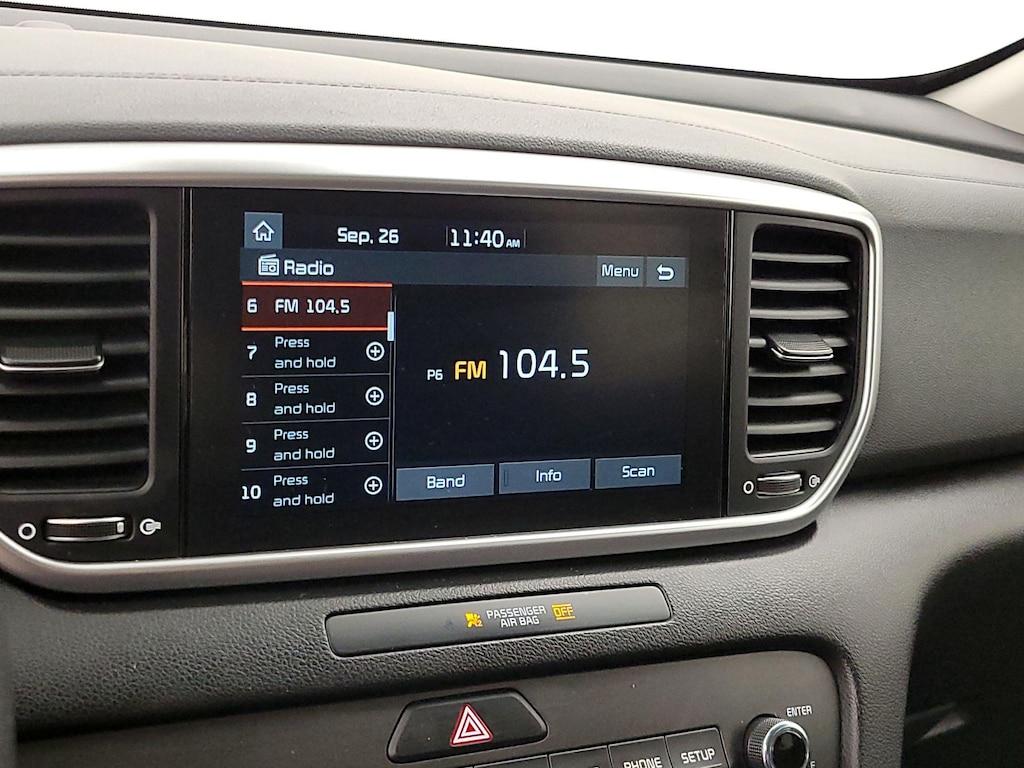 Sep. 26 11:40 AM
Radio Menu
6 FM 104.5
7 Press and hold
8 Press and hold
9 Press and hold
10 Press and hold
P6 FM 104.5
Band Info Scan
PASSENGER AIR BAG OFF
ENTER
PHONE SETUP